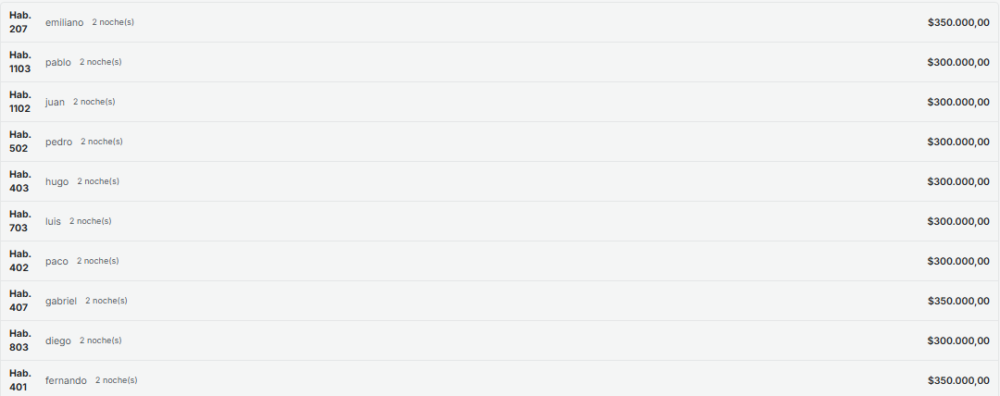 Hab.
207
emiliano 2 noche(s) $350.000,00
Hab.
1103
pablo 2 noche(s) $300.000,00
Hab.
1102
juan 2 noche(s) $300.000,00
Hab.
502
pedro 2 noche(s) $300.000,00
Hab.
403
hugo 2 noche(s) $300.000,00
Hab.
703
luis 2 noche(s) $300.000,00
Hab.
402
paco 2 noche(s) $300.000,00
Hab.
407
gabriel 2 noche(s) $350.000,00
Hab.
803
diego 2 noche(s) $300.000,00
Hab.
401
fernando 2 noche(s) $350.000,00